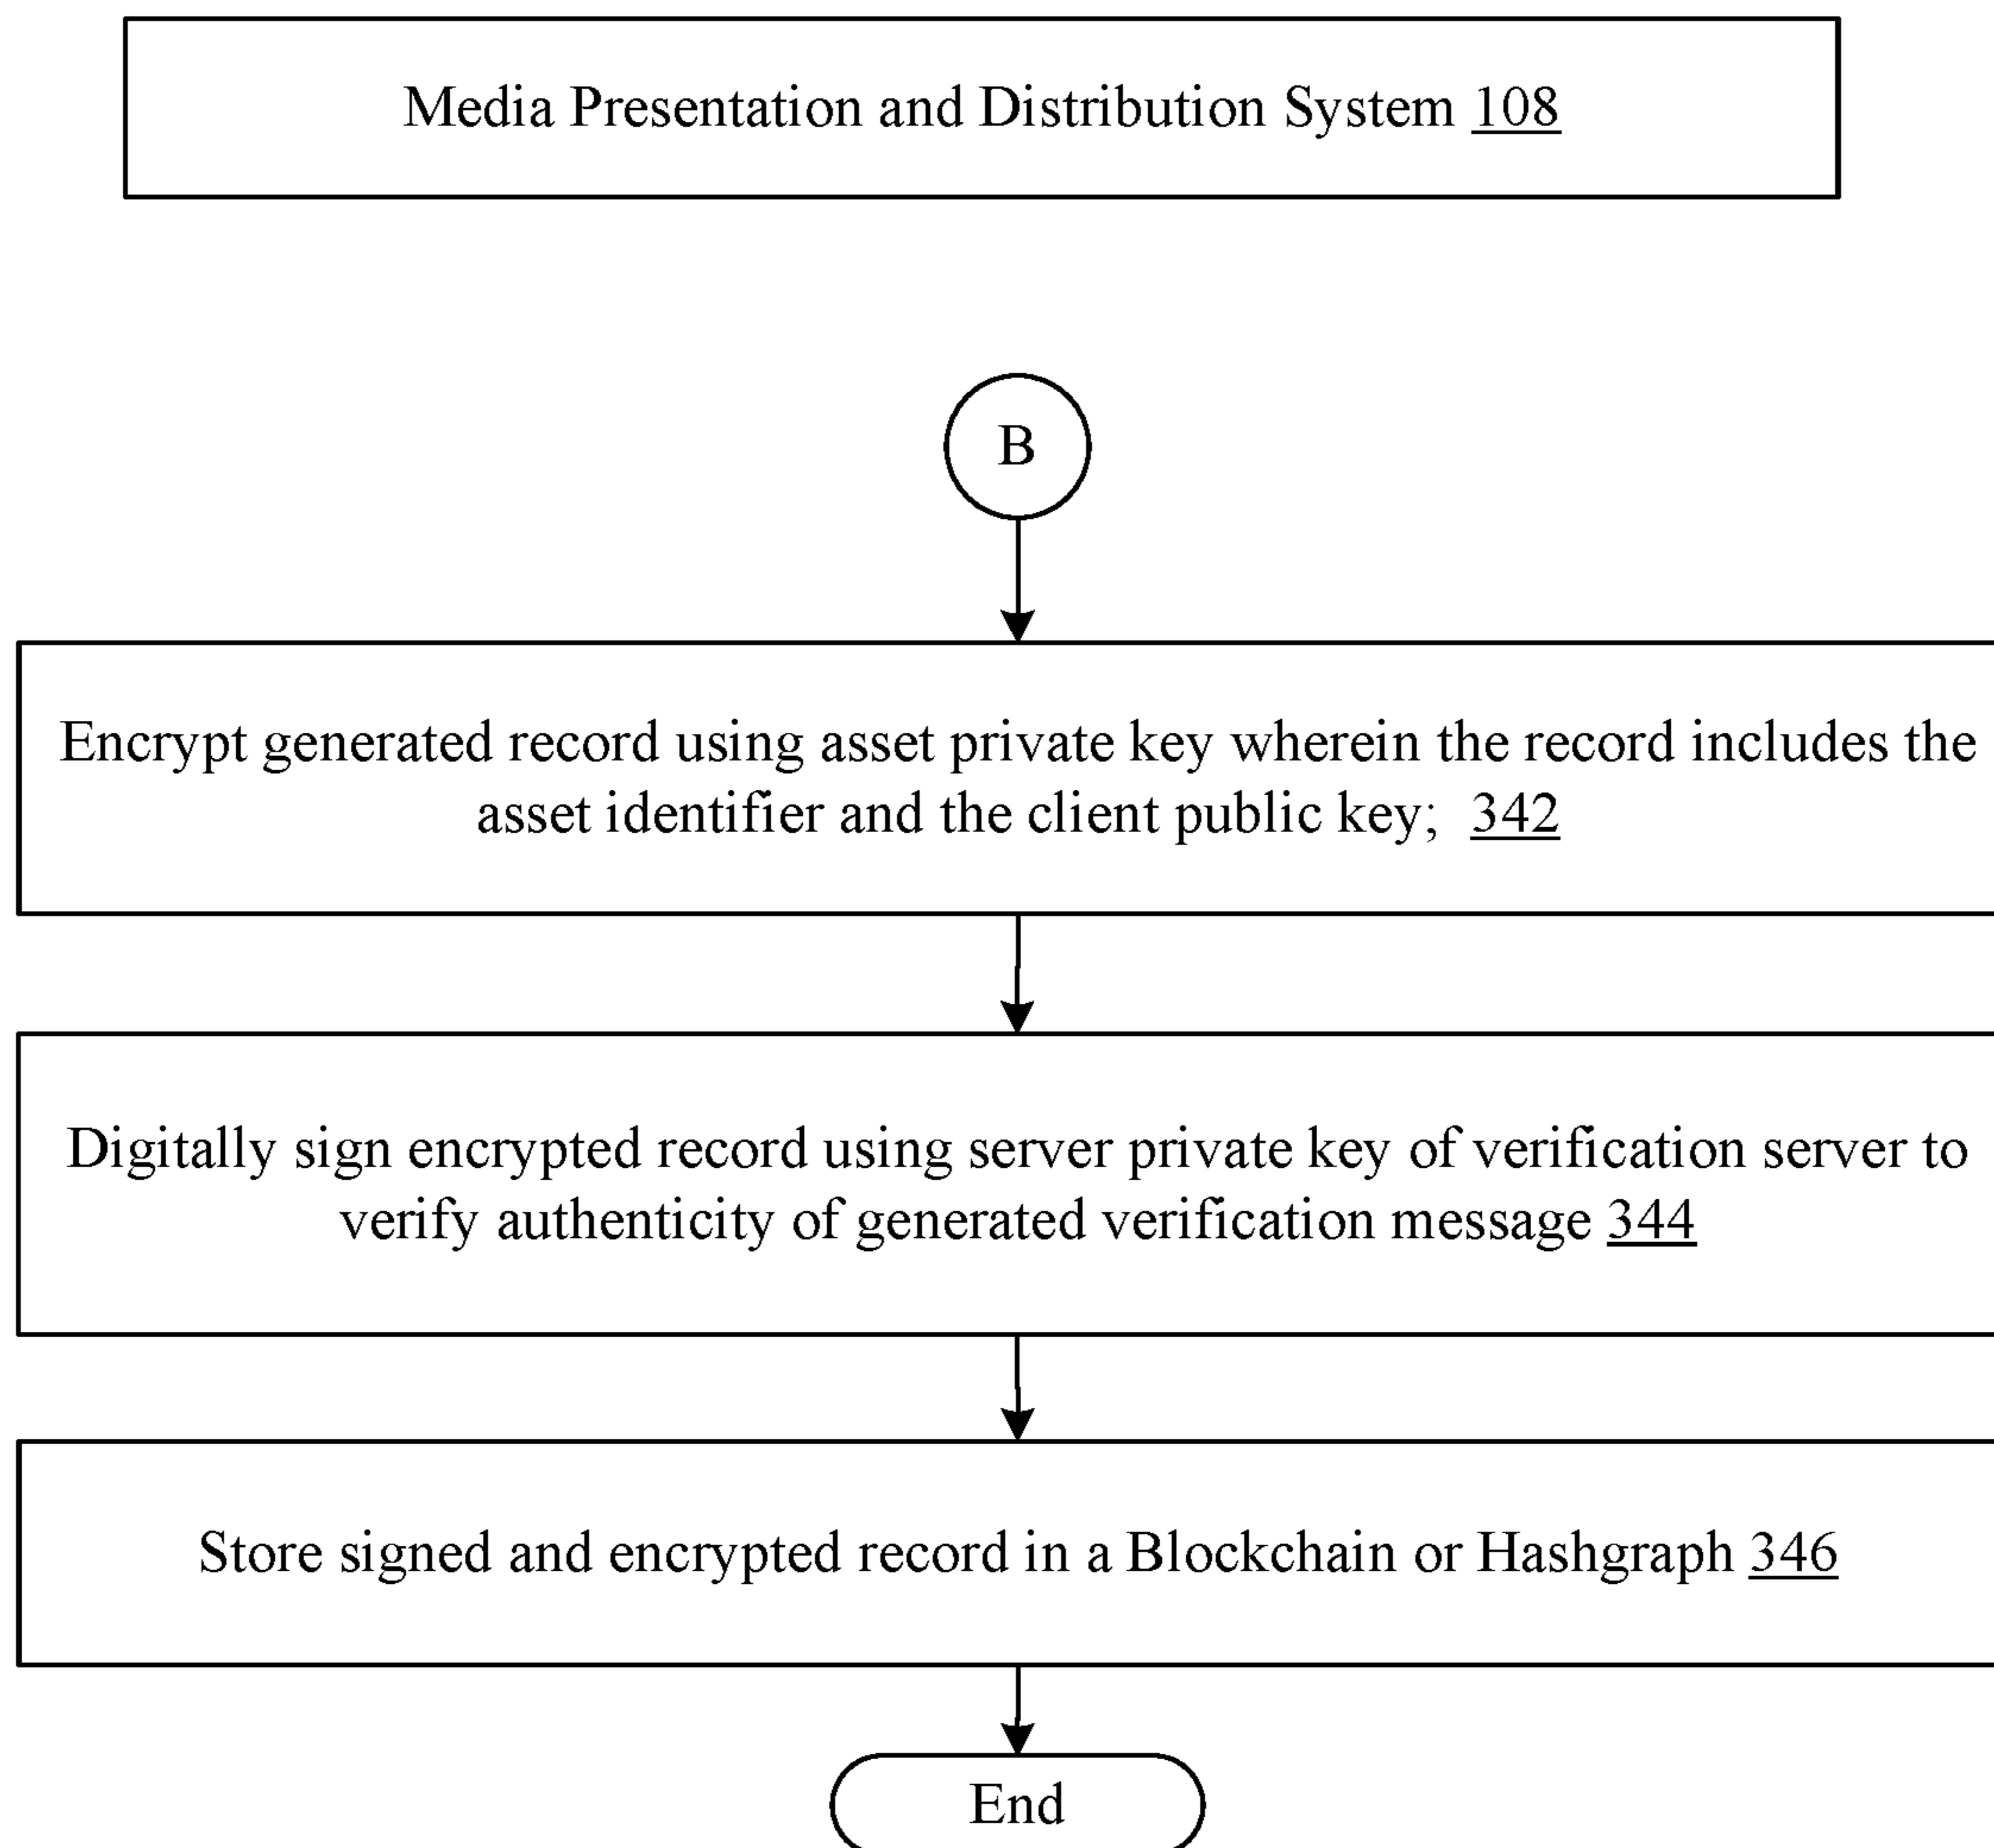 Media Presentation and Distribution System 108
B
Encrypt generated record using asset private key wherein the record includes the
asset identifier and the client public key; 342
Digitally sign encrypted record using server private key of verification server to
verify authenticity of generated verification message 344
Store signed and encrypted record in a Blockchain or Hashgraph 346
End